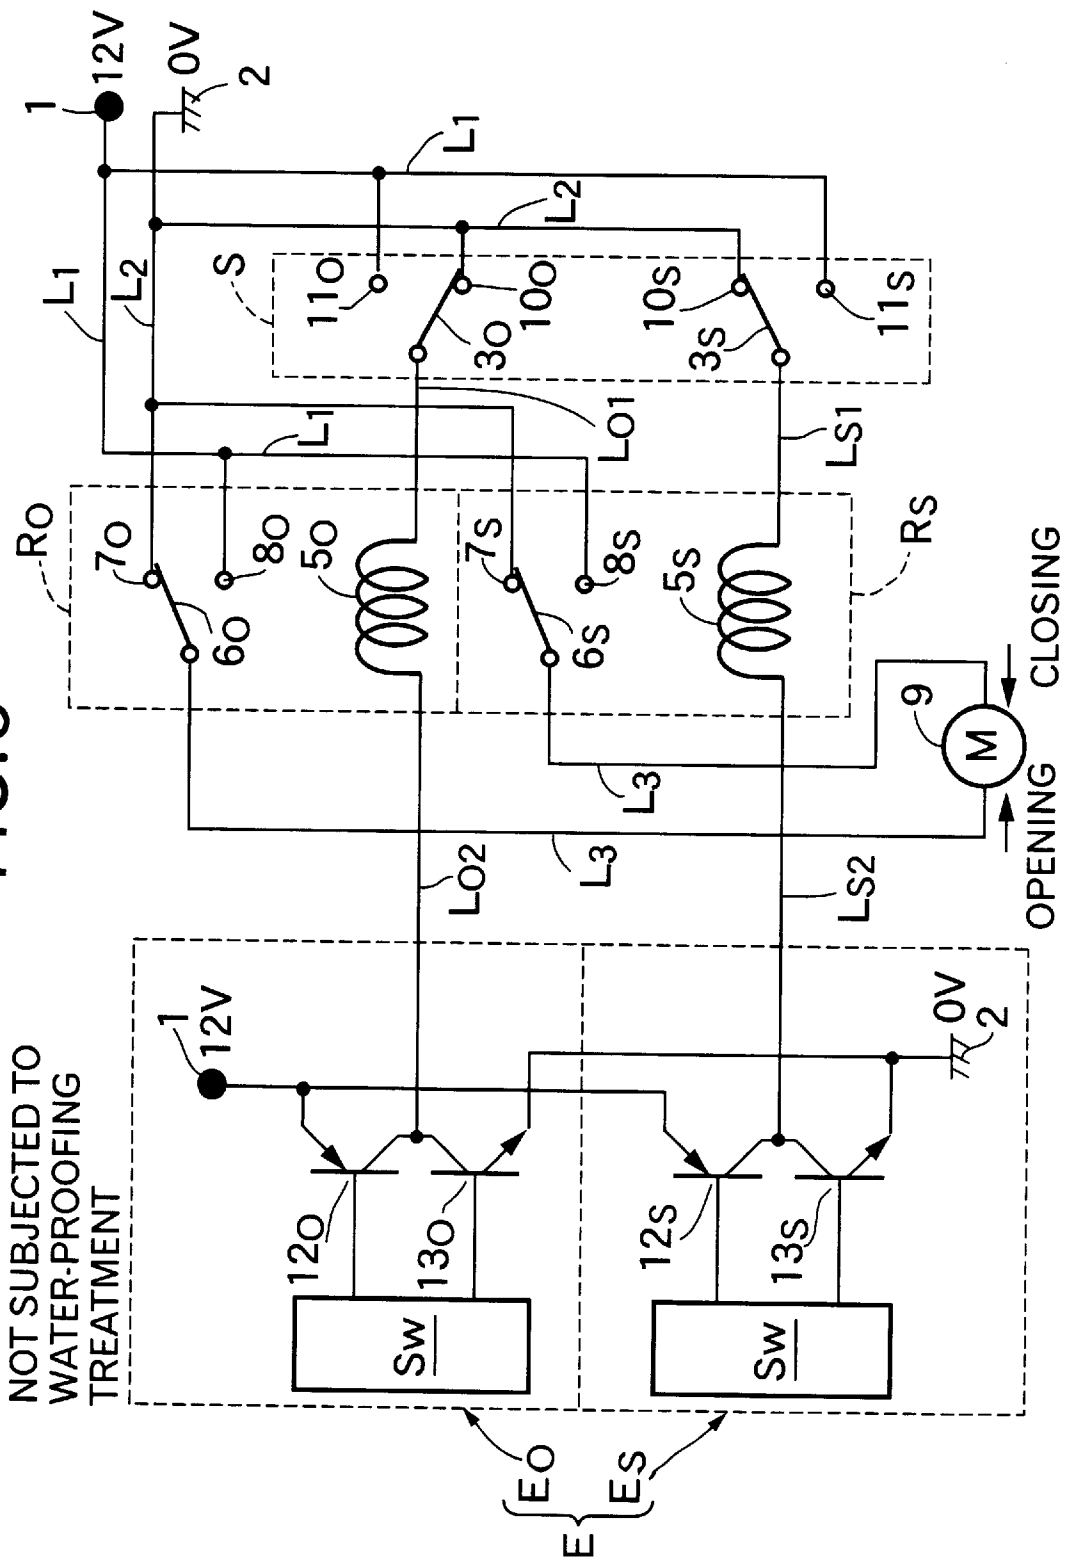 NOT SUBJECTED TO
WATER-PROOFING
TREATMENT
1
12V
RO
7O
8O
6O
5O
L1
L2
L1
1
12V
0V
2
S
11O
10O
3O
L1
L2
LO1
12O
13O
SW
LO2
7S
8S
6S
5S
L3
L3
10S
11S
3S
LS1
RS
12S
13S
SW
LS2
0V
2
9
M
OPENING
CLOSING
E
EO
ES